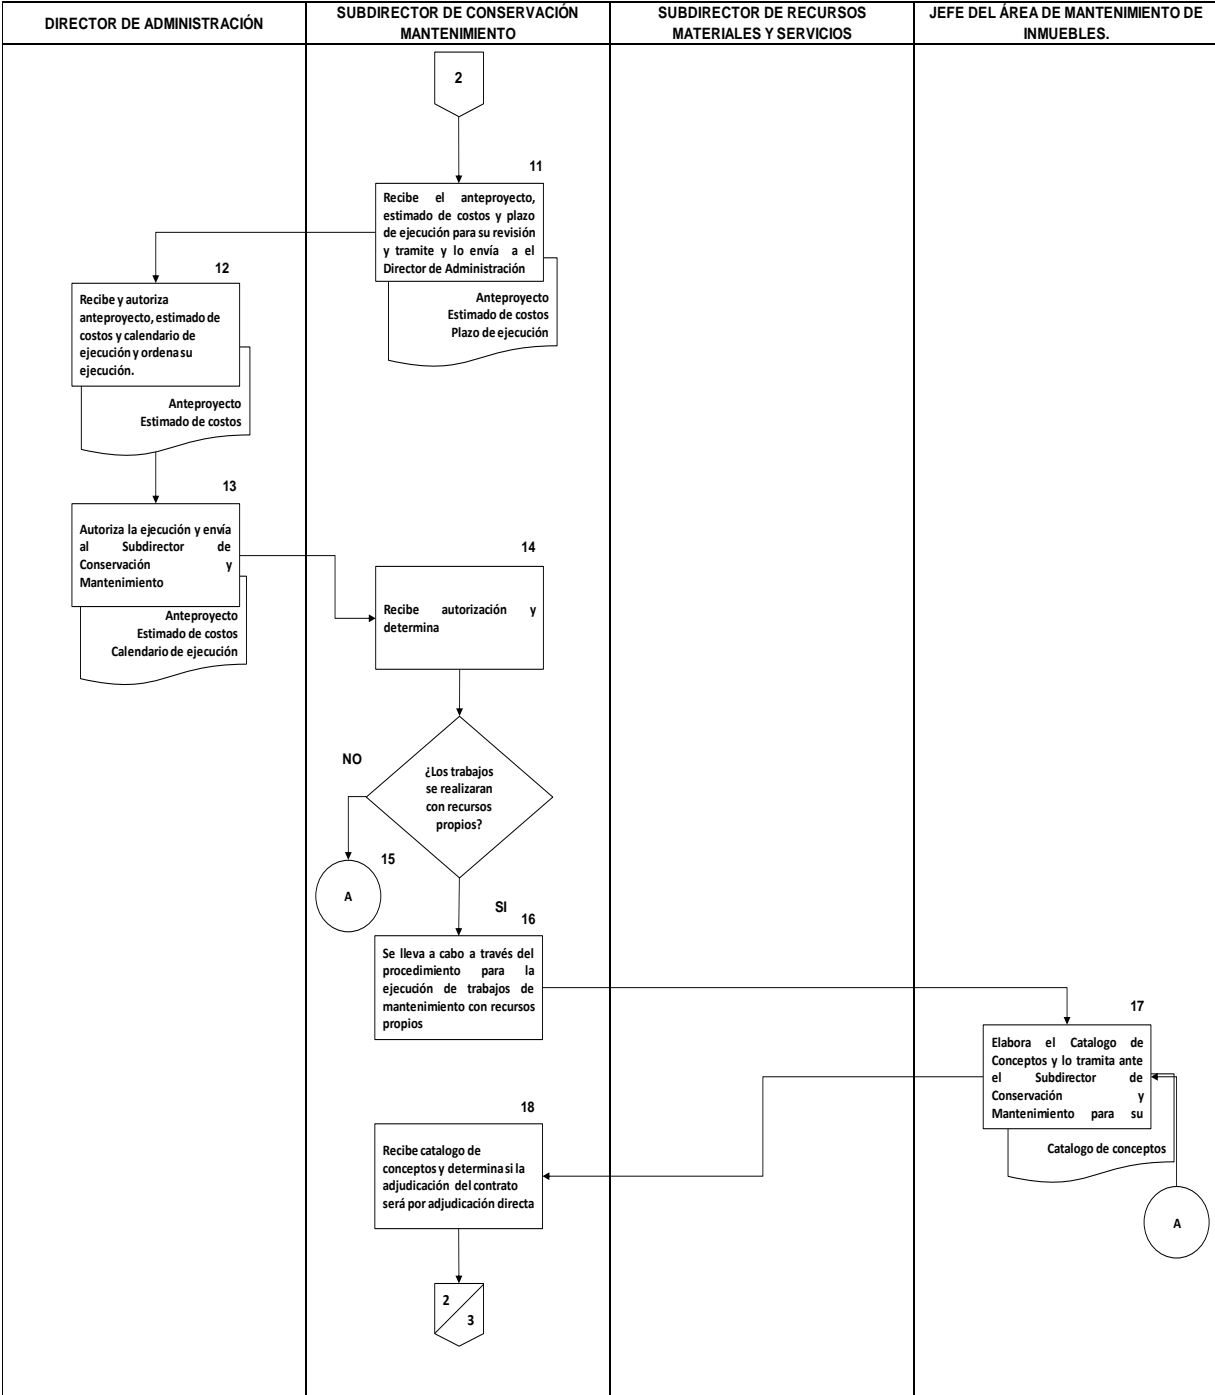 DIRECTOR DE ADMINISTRACIÓN
SUBDIRECTOR DE CONSERVACIÓN
MANTENIMIENTO
SUBDIRECTOR DE RECURSOS
MATERIALES Y SERVICIOS
JEFE DEL ÁREA DE MANTENIMIENTO DE
INMUEBLES.
2
11
Recibe el anteproyecto,
estimado de costos y plazo
de ejecución para su revisión
y tramite y lo envía a el
Director de Administración
Anteproyecto
Estimado de costos
Plazo de ejecución
12
Recibe y autoriza
anteproyecto, estimado de
costos y calendario de
ejecución y ordena su
ejecución.
Anteproyecto
Estimado de costos
13
Autoriza la ejecución y envía
al Subdirector de
Conservación y
Mantenimiento
Anteproyecto
Estimado de costos
Calendario de ejecución
14
Recibe autorización y
determina
¿Los trabajos
se realizaran
con recursos
propios?
NO
15
A
SI
16
Se lleva a cabo a través del
procedimiento para la
ejecución de trabajos de
mantenimiento con recursos
propios
17
Elabora el Catalogo de
Conceptos y lo tramita ante
el Subdirector de
Conservación y
Mantenimiento para su
Catalogo de conceptos
A
18
Recibe catalogo de
conceptos y determina si la
adjudicación del contrato
será por adjudicación directa
2
3